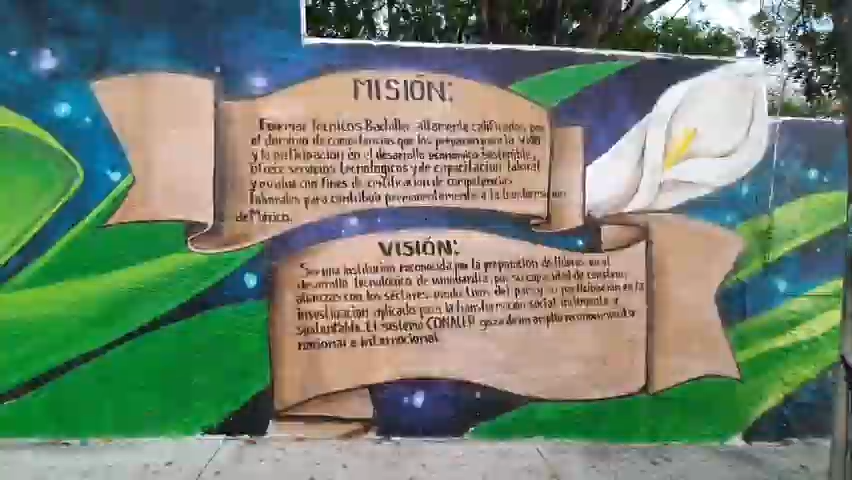 MISIÓN:
Formar Técnicos Bachiller altamente calificados, por
el dominio de competencias que los preparan para la vida
y la participación en el desarrollo económico sostenible,
ofrece servicios tecnológicos y de capacitación laboral
y evalúa con fines de certificación de competencias
laborales para contribuir permanentemente a la transformación
de México.
VISIÓN:
Ser una institución reconocida por la preparación de líderes en el
desarrollo tecnológico de vanguardia por su capacidad de construir
alianzas con los sectores productivos del país y su participación en la
investigación aplicada para la transformación social incluyente y
sustentable. El sistema CONALEP goza de un amplio reconocimiento
nacional e internacional